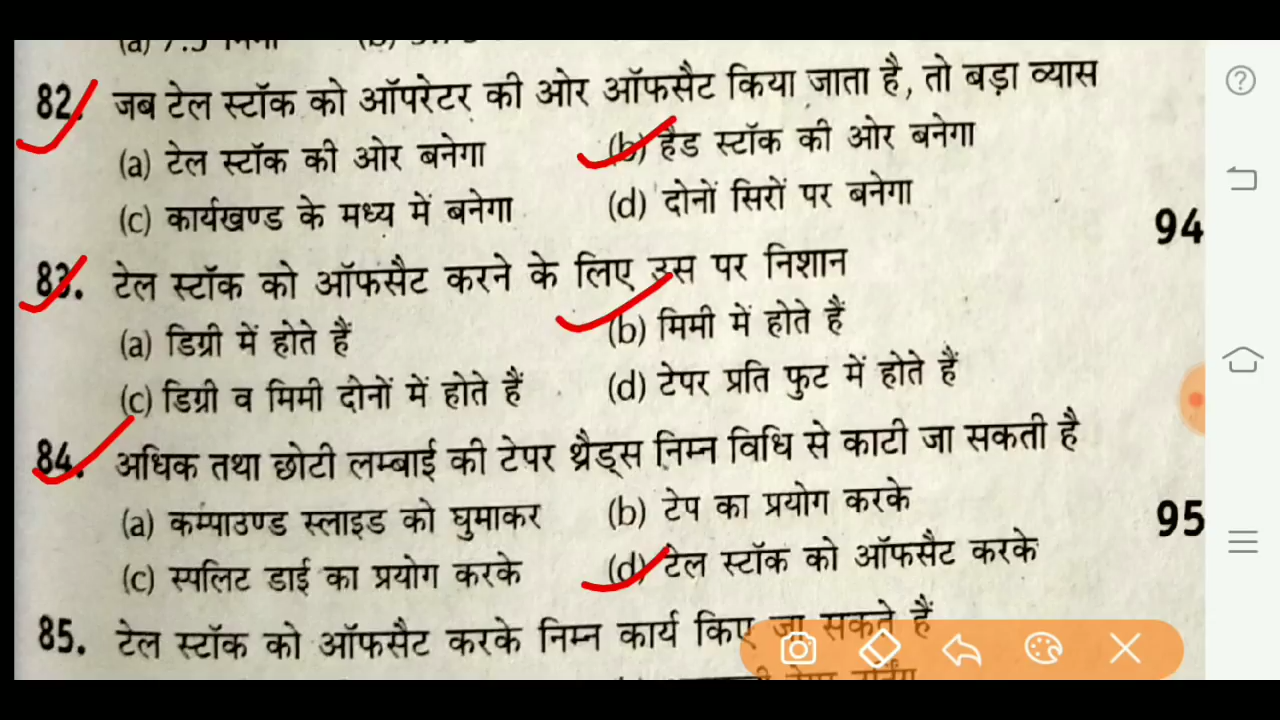 82. जब टेल स्टॉक को ऑपरेटर की ओर ऑफसैट किया जाता है, तो बड़ा व्यास
(a) टेल स्टॉक की ओर बनेगा (b) हैड स्टॉक की ओर बनेगा
(c) कार्यखण्ड के मध्य में बनेगा (d) दोनों सिरों पर बनेगा
94
83. टेल स्टॉक को ऑफसैट करने के लिए उस पर निशान
(a) डिग्री में होते हैं (b) मिमी में होते हैं
(c) डिग्री व मिमी दोनों में होते हैं (d) टेपर प्रति फुट में होते हैं
84. अधिक तथा छोटी लम्बाई की टेपर थ्रैड्स निम्न विधि से काटी जा सकती है
(a) कम्पाउण्ड स्लाइड को घुमाकर (b) टेप का प्रयोग करके
95
(c) स्पलिट डाई का प्रयोग करके (d) टेल स्टॉक को ऑफसैट करके
85. टेल स्टॉक को ऑफसैट करके निम्न कार्य किए जा सकते हैं